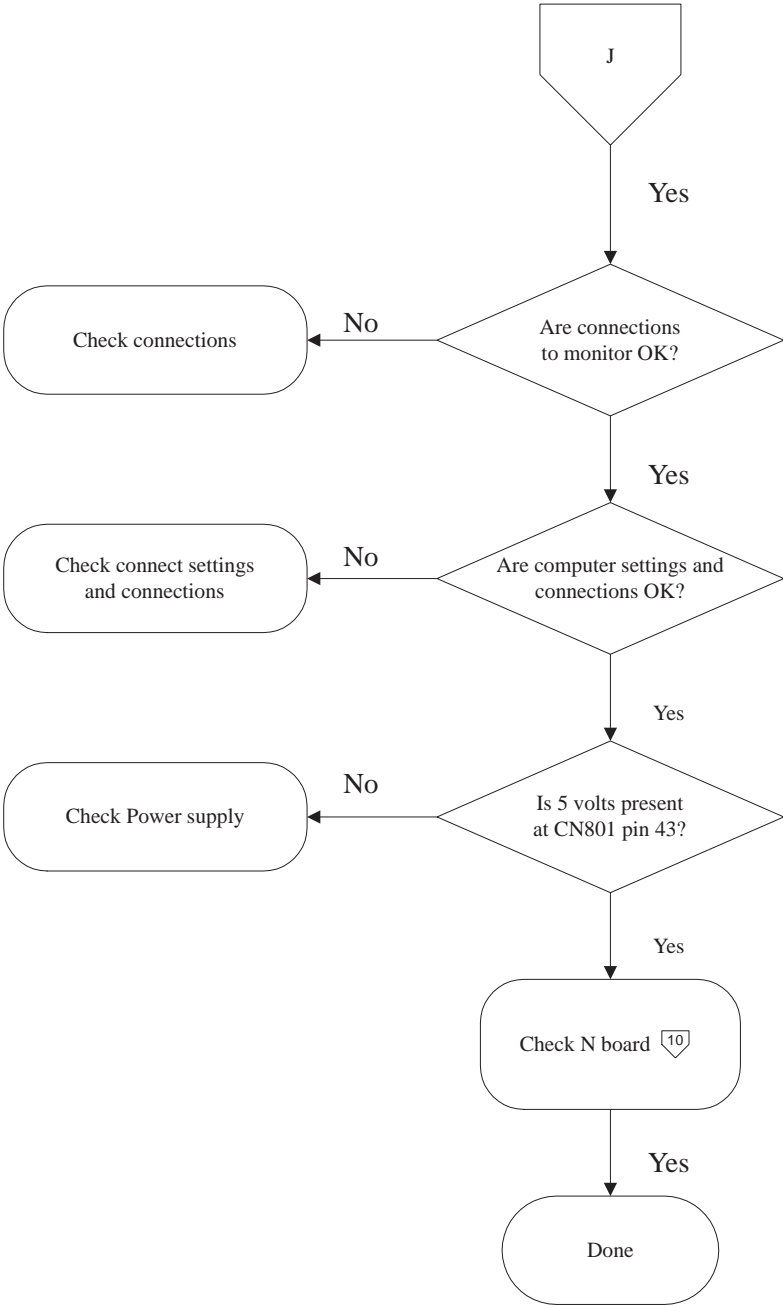 J
Yes
Are connections
to monitor OK?
No
Check connections
Yes
Are computer settings and
connections OK?
No
Check connect settings
and connections
Yes
Is 5 volts present
at CN801 pin 43?
No
Check Power supply
Yes
Check N board 10
Yes
Done